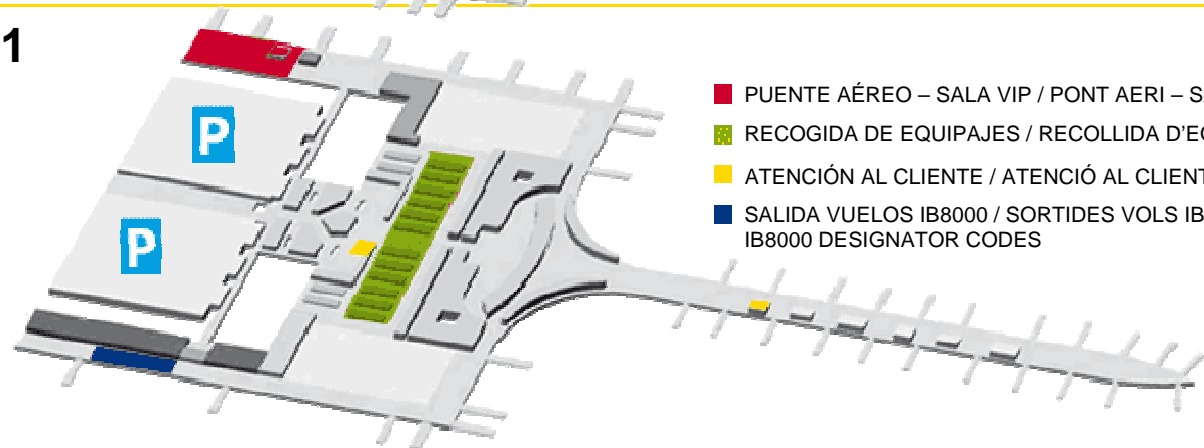 1
PUENTE AÉREO – SALA VIP / PONT AERI – S
RECOGIDA DE EQUIPAJES / RECOLLIDA D'E
ATENCIÓN AL CLIENTE / ATENCIÓ AL CLIENT
SALIDA VUELOS IB8000 / SORTIDES VOLS IB
IB8000 DESIGNATOR CODES
P
P